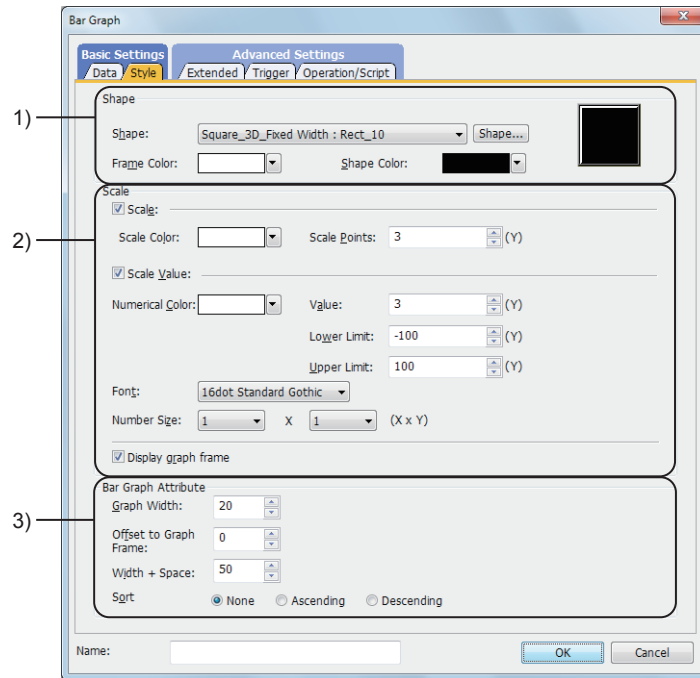 Bar Graph
x
Basic Settings Advanced Settings
Data Style Extended Trigger Operation/Script
1)
Shape
Shape: Square_3D_Fixed Width : Rect_10 Shape...
Frame Color: Shape Color:
2)
Scale
Scale:
Scale Color: Scale Points: 3 (Y)
Scale Value:
Numerical Color: Value: 3 (Y)
Lower Limit: -100 (Y)
Upper Limit: 100 (Y)
Font: 16dot Standard Gothic
Number Size: 1 X 1 (X x Y)
Display graph frame
3)
Bar Graph Attribute
Graph Width: 20
Offset to Graph
Frame: 0
Width + Space: 50
Sort None Ascending Descending
Name: OK Cancel